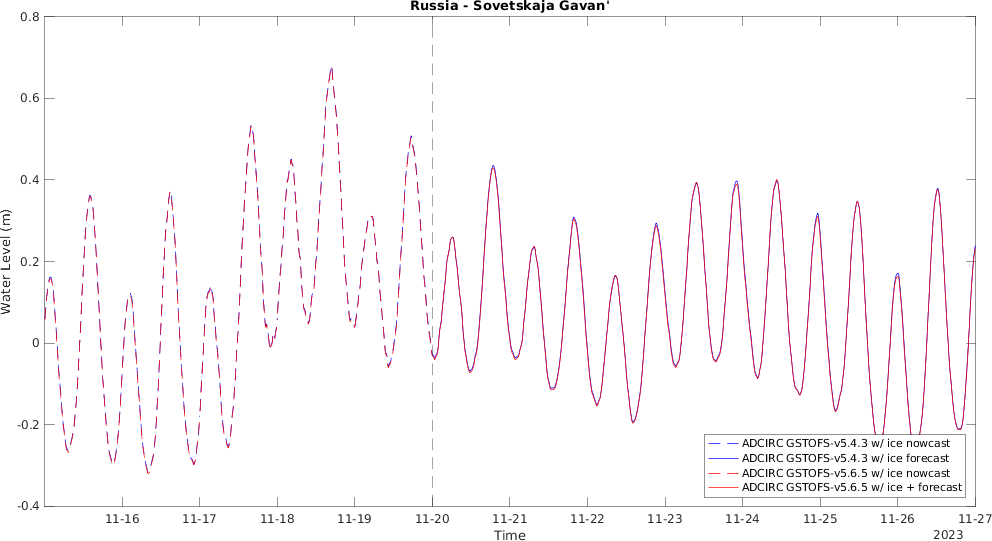 Russia - Sovetskaja Gavan'
Water Level (m)
0.8
0.6
0.4
0.2
0
-0.2
-0.4
ADCIRC GSTOFS-v5.4.3 w/ ice nowcast
ADCIRC GSTOFS-v5.4.3 w/ ice forecast
ADCIRC GSTOFS-v5.6.5 w/ ice nowcast
ADCIRC GSTOFS-v5.6.5 w/ ice + forecast
11-16 11-17 11-18 11-19 11-20 11-21 11-22 11-23 11-24 11-25 11-26 11-27
Time
2023